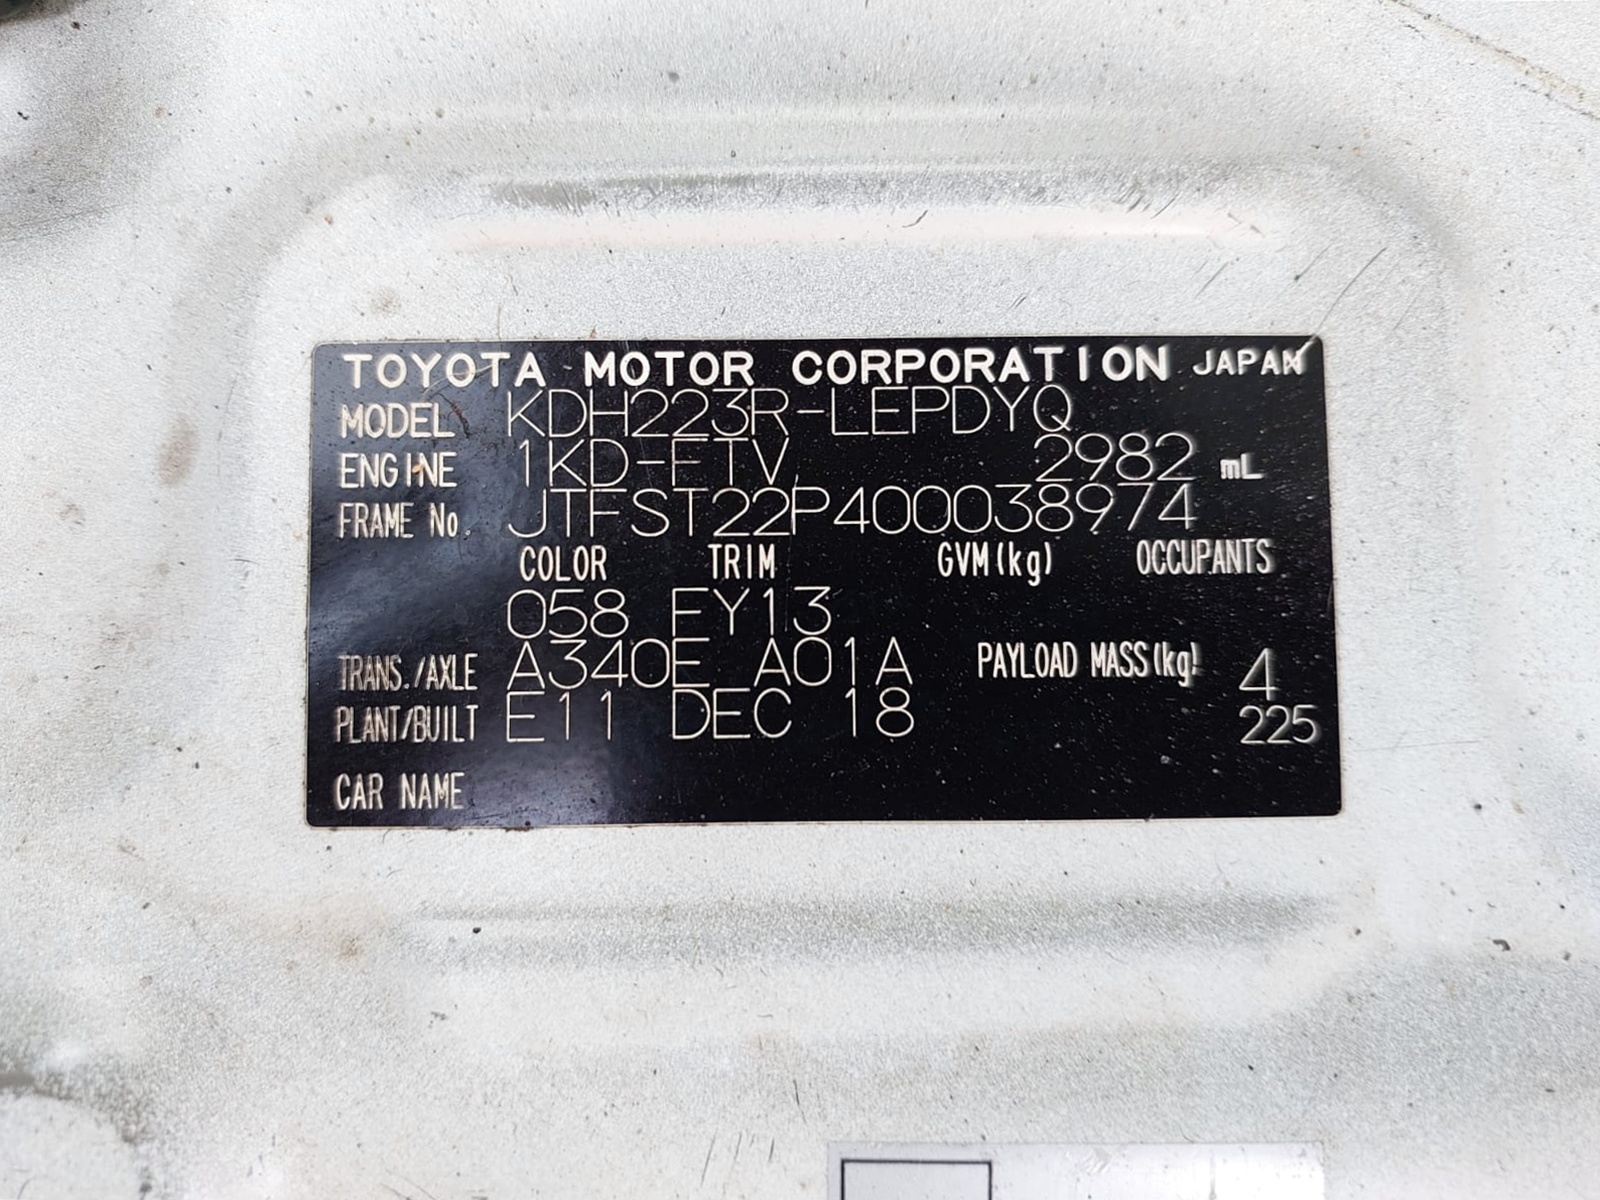 TOYOTA MOTOR CORPORATION JAPAN
MODEL KDH223R-LEPDYQ
ENGINE 1KD-FTV 2982 mL
FRAME No. JTFST22P400038974
COLOR TRIM GVM(kg) OCCUPANTS
058 FY13
TRANS./AXLE A340E A01A PAYLOAD MASS(kg) 4
PLANT/BUILT E11 DEC 18 225
CAR NAME